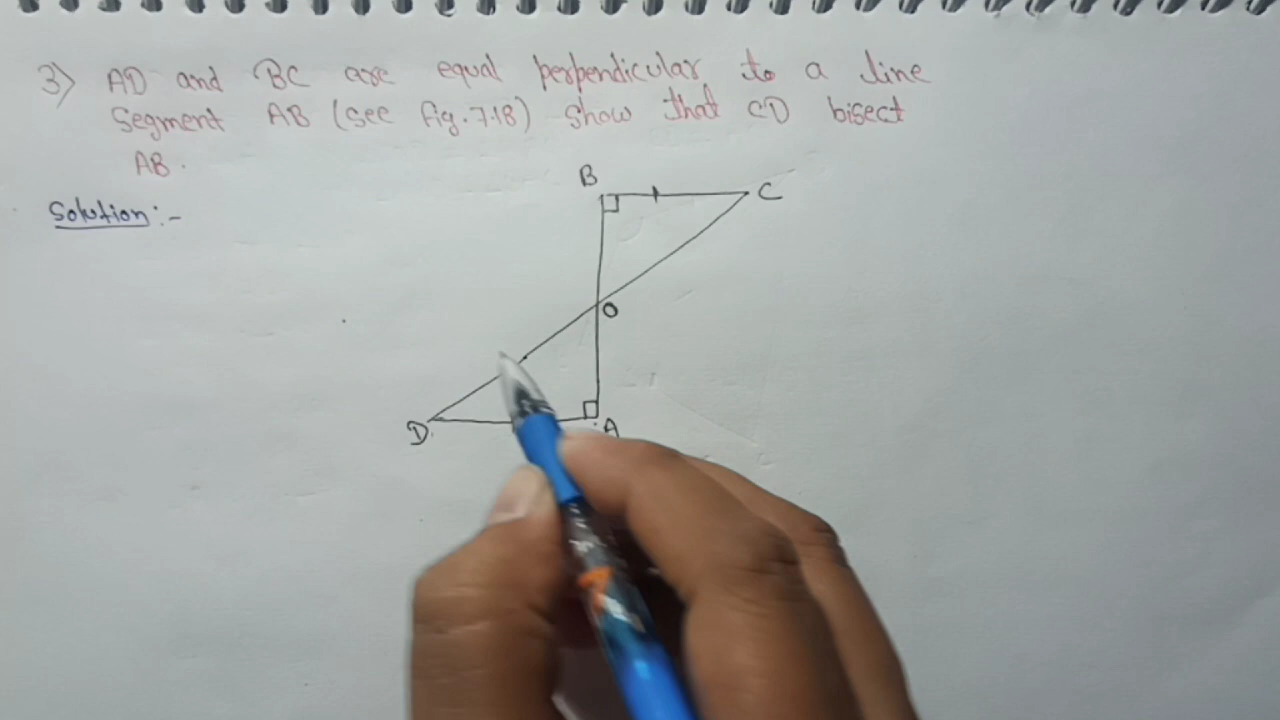 3) AD and BC are equal perpendicular to a line
Segment AB (see fig.7.18) show that CD bisect
AB.
Solution:-
B
C
O
D
A